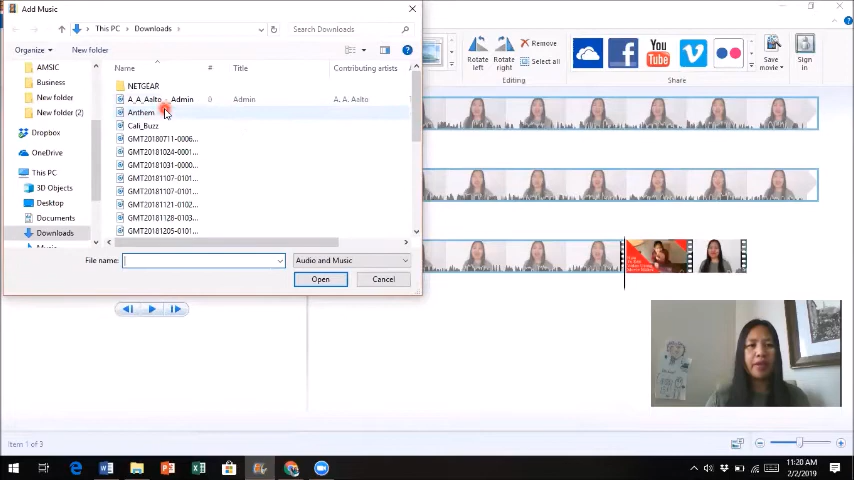 Add Music
This PC > Downloads >
Search Downloads
Organize
New folder
Name
#
Title
Contributing artists
AMSIC
Business
New folder
New folder (2)
Dropbox
OneDrive
This PC
3D Objects
Desktop
Documents
Downloads
NETGEAR
A_A_Aalto_-_Admin
0
Admin
A. A. Aalto
Anthem
Cali_Buzz
GMT20180711-0006...
GMT20181024-0001...
GMT20181031-0000...
GMT20181107-0101...
GMT20181107-0101...
GMT20181121-0102...
GMT20181128-0103...
GMT20181205-0101...
File name:
Audio and Music
Open
Cancel
Rotate left
Rotate right
Remove
Editing
You Tube
Share
Save movie
Sign in
Item 1 of 3
11:20 AM
2/2/2019